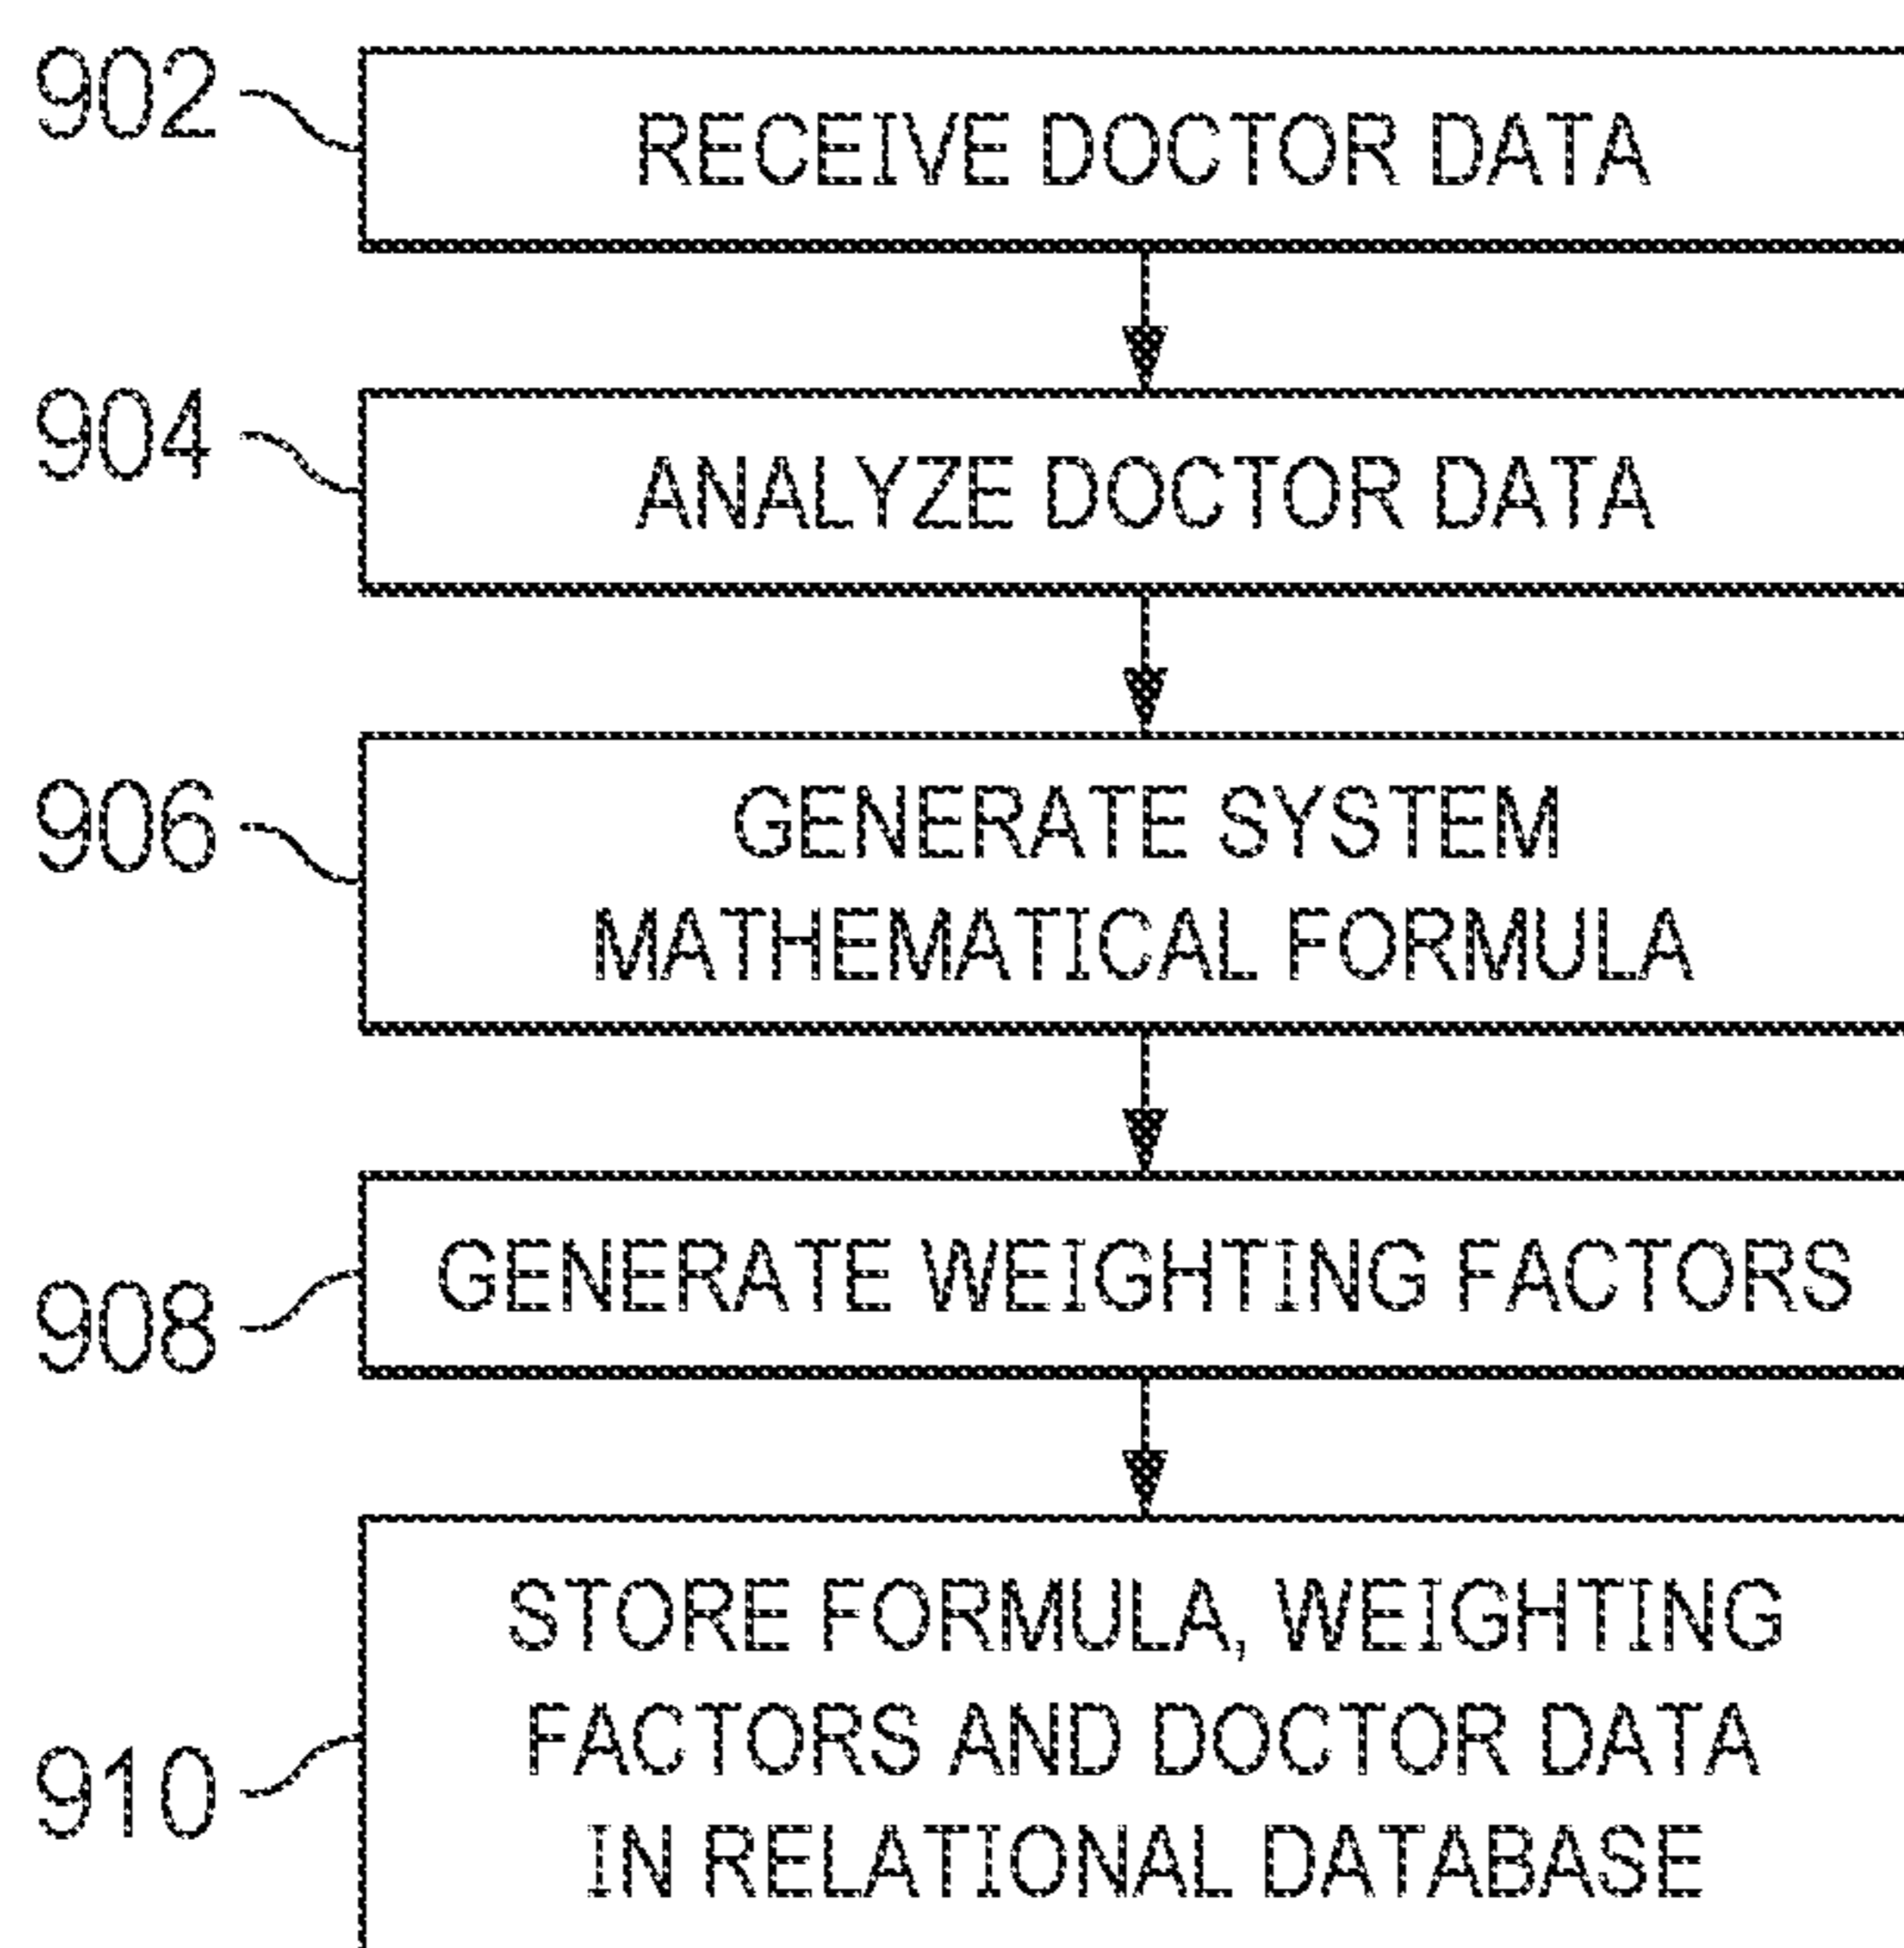 902
RECEIVE DOCTOR DATA
904
ANALYZE DOCTOR DATA
906
GENERATE SYSTEM
MATHEMATICAL FORMULA
908
GENERATE WEIGHTING FACTORS
910
STORE FORMULA, WEIGHTING
FACTORS AND DOCTOR DATA
IN RELATIONAL DATABASE